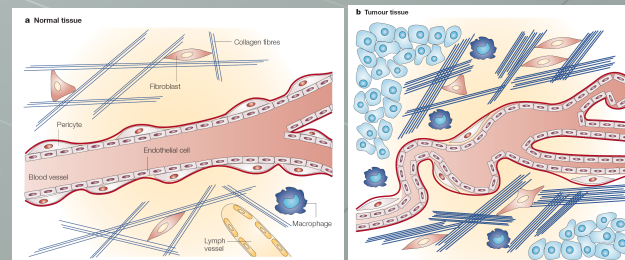 a Normal tissue
Collagen fibres
Fibroblast
Pericyte
Endothelial cell
Blood vessel
Macrophage
Lymph
vessel
b Tumour tissue